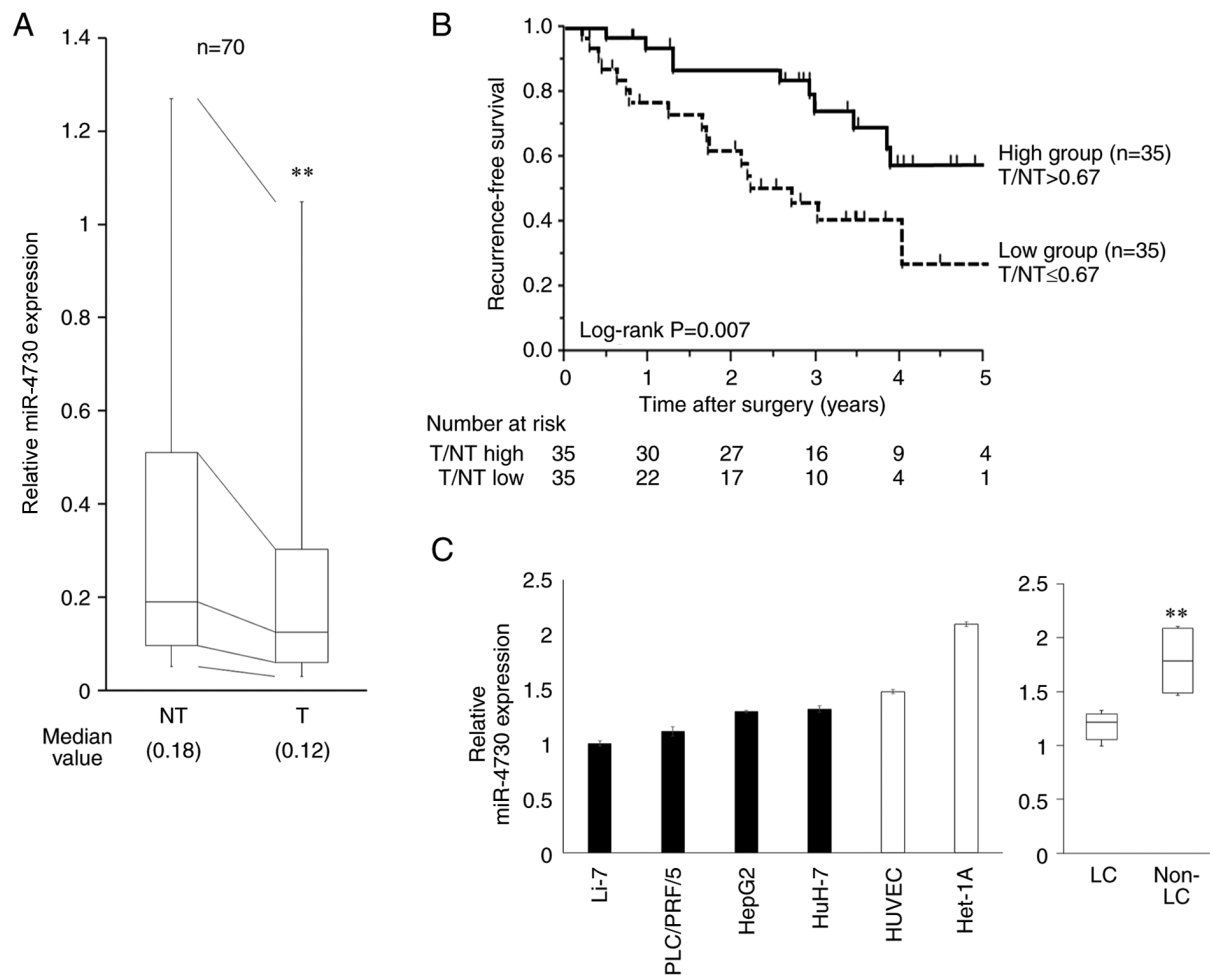 A
1.4
1.2
1
0.8
0.6
0.4
0.2
0
Relative miR-4730 expression
n=70
**
NT T
Median
value
(0.18) (0.12)
B
1.0
0.8
0.6
0.4
0.2
0.0
Recurrence-free survival
High group (n=35)
T/NT>0.67
Low group (n=35)
T/NT≤0.67
Log-rank P=0.007
0 1 2 3 4 5
Time after surgery (years)
Number at risk
T/NT high 35 30 27 16 9 4
T/NT low 35 22 17 10 4 1
C
2.5
2
1.5
1
0.5
0
Relative
miR-4730 expression
Li-7
PLC/PRF/5
HepG2
HuH-7
HUVEC
Het-1A
2.5
2
1.5
1
0.5
0
**
LC
Non-
LC